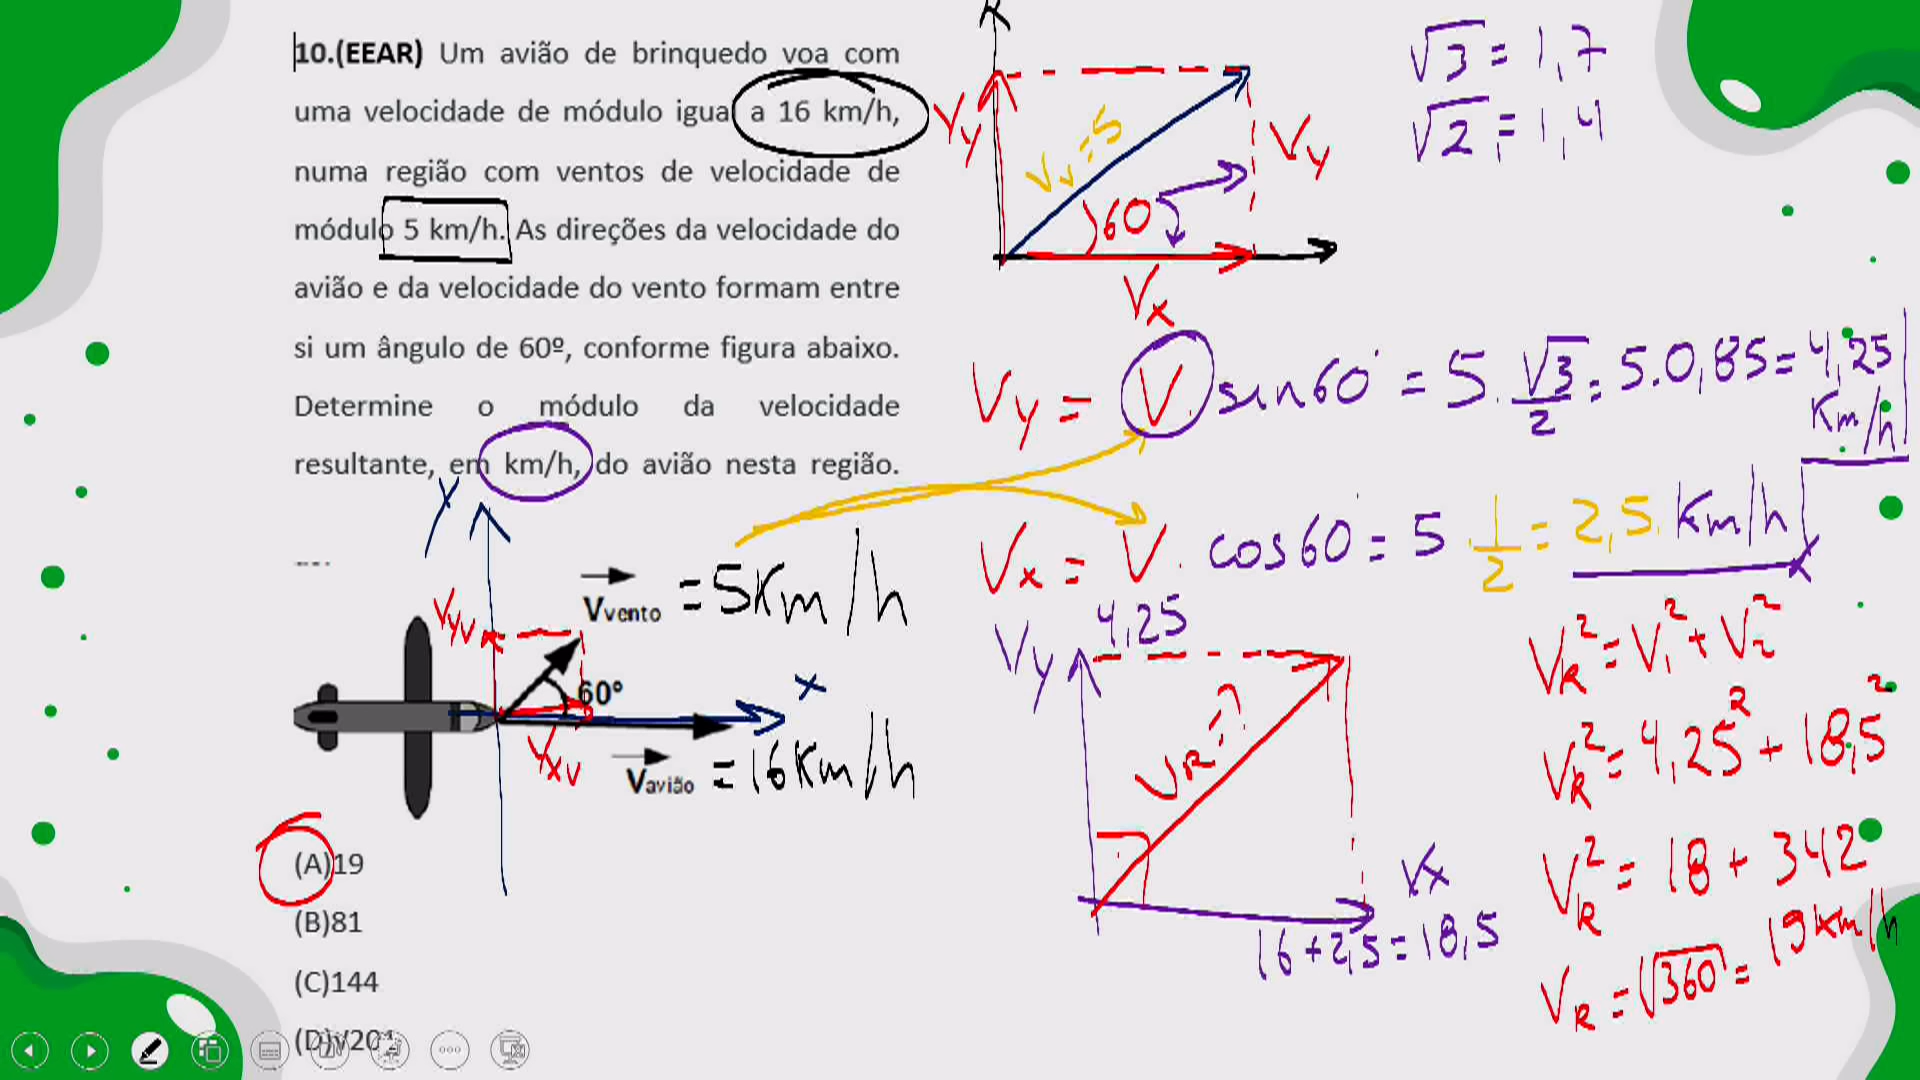 10.(EEAR) Um avião de brinquedo voa com
uma velocidade de módulo igual a 16 km/h,
numa região com ventos de velocidade de
módulo 5 km/h. As direções da velocidade do
avião e da velocidade do vento formam entre
si um ângulo de 60º, conforme figura abaixo.
Determine o módulo da velocidade
resultante, em km/h, do avião nesta região.
Y
Vvento = 5Km/h
Vyv
60°
x
Vxv
Vavião = 16Km/h
(A)19
(B)81
(C)144
(D)√201
√3 = 1,7
√2 = 1,4
Vy
Vv = 5
Vy
60
Vx
Vy = V. sen60° = 5. √3/2 = 5.0,85 = 4,25 Km/h
Vx = V. cos60° = 5 . 1/2 = 2,5. Km/h
4,25
Vy
VR = ?
Vx
16 + 2,5 = 18,5
VR² = V1² + V2²
VR² = 4,25² + 18,5²
VR² = 18 + 342
VR = √360 = 19 Km/h